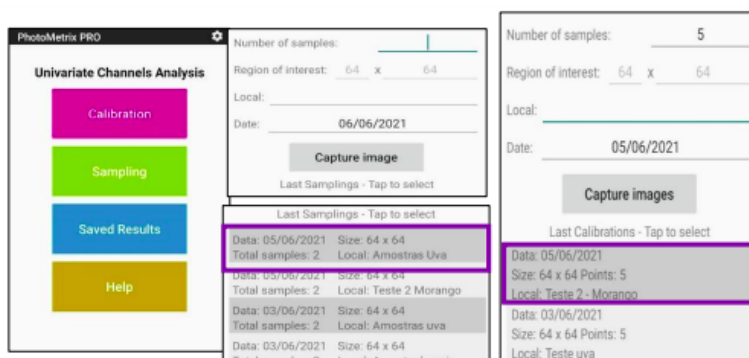 PhotoMetrix PRO
Univariate Channels Analysis
Calibration
Sampling
Saved Results
Help
Number of samples:
Region of interest: 64 x 64
Local:
Date: 06/06/2021
Capture image
Last Samplings - Tap to select
Last Samplings - Tap to select
Data: 05/06/2021 Size: 64 x 64
Total samples: 2 Local: Amostras Uva
Data: 05/06/2021 Size: 64 x 64
Total samples: 2 Local: Teste 2 Morango
Data: 03/06/2021 Size: 64 x 64
Total samples: 2 Local: Amostras uva
Data: 03/06/2021 Size: 64 x 64
Number of samples: 5
Region of interest: 64 x 64
Local:
Date: 05/06/2021
Capture images
Last Calibrations - Tap to select
Data: 05/06/2021
Size: 64 x 64 Points: 5
Local: Teste 2 - Morango
Data: 03/06/2021
Size: 64 x 64 Points: 5
Local: Teste uva